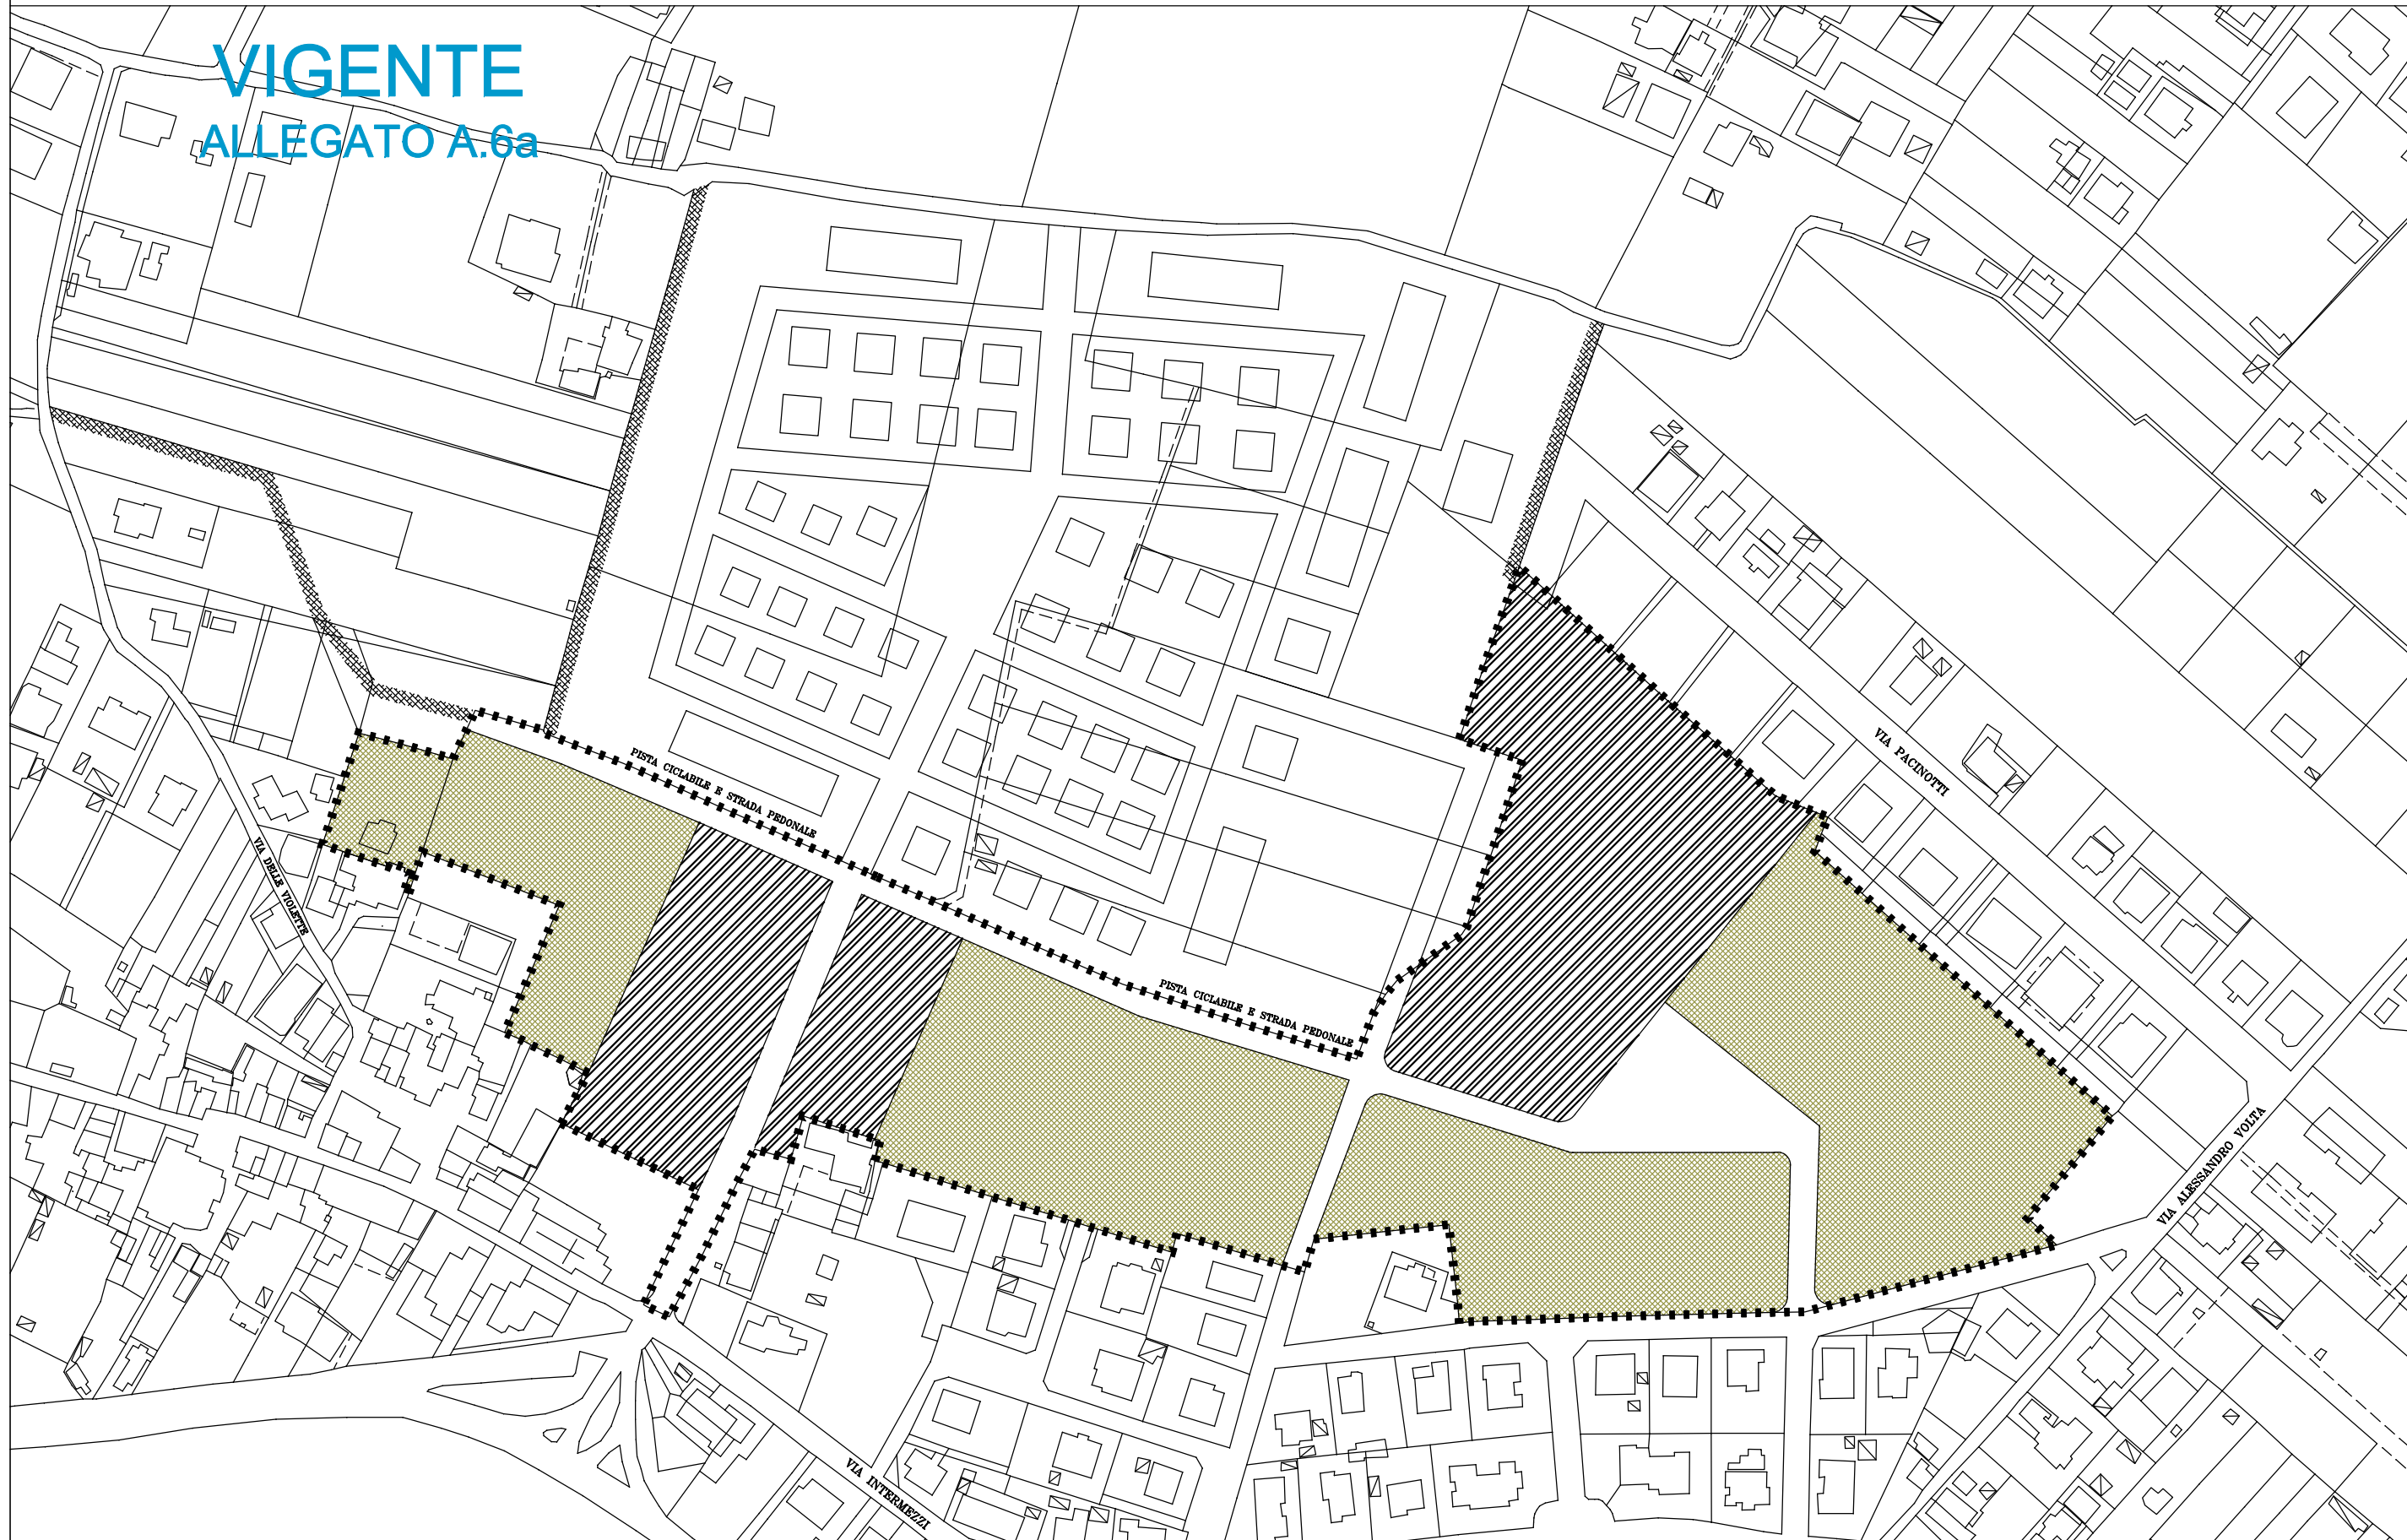 VIGENTE
ALLEGATO A.6a
VIA PACINOTTI
PISTA CICLABILE E STRADA PEDONALE
VIA DELLE VIOLETTE
PISTA CICLABILE E STRADA PEDONALE
VIA ALESSANDRO VOLTA
VIA INTERMEZZI